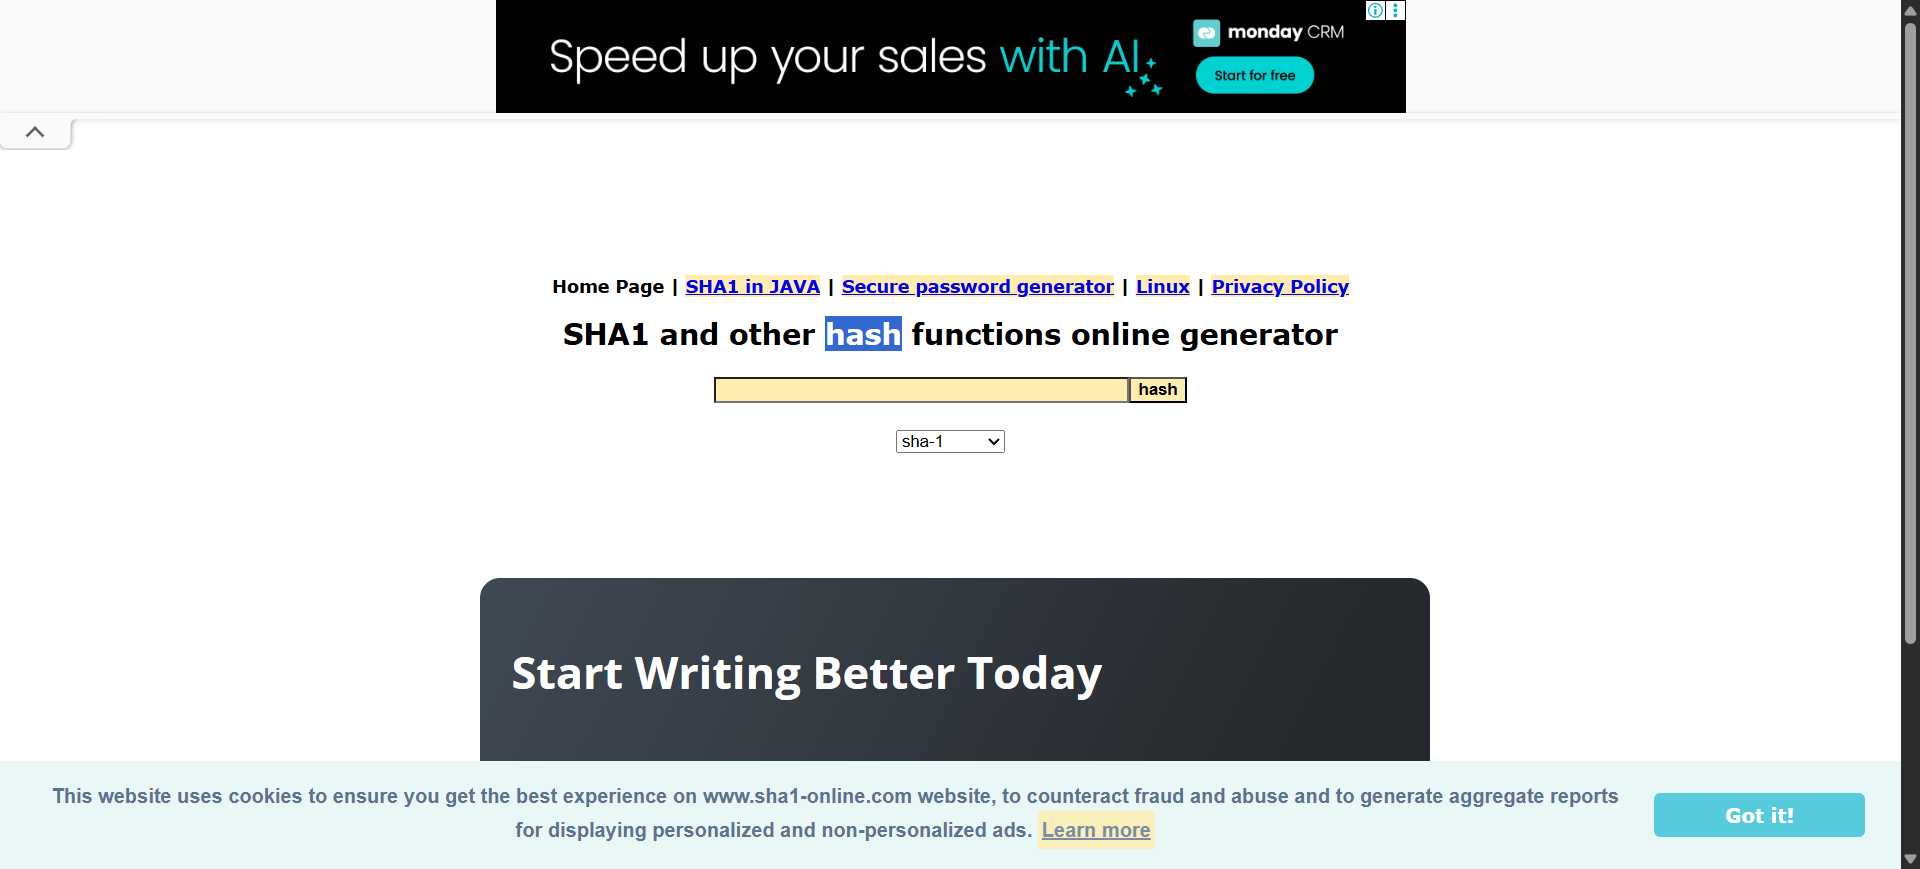 Speed up your sales with AI
monday CRM
Start for free
Home Page | SHA1 in JAVA | Secure password generator | Linux | Privacy Policy
SHA1 and other hash functions online generator
hash
sha-1
Start Writing Better Today
This website uses cookies to ensure you get the best experience on www.sha1-online.com website, to counteract fraud and abuse and to generate aggregate reports
for displaying personalized and non-personalized ads. Learn more
Got it!